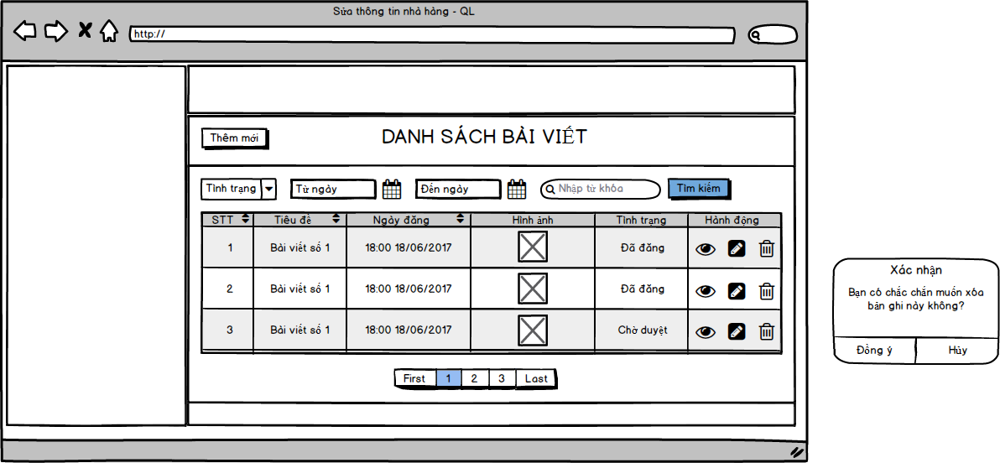 Sửa thông tin nhà hàng - QL
http://
Thêm mới
DANH SÁCH BÀI VIẾT
Tình trạng Từ ngày Đến ngày Nhập từ khóa Tìm kiếm
STT Tiêu đề Ngày đăng Hình ảnh Tình trạng Hành động
1 Bài viết số 1 18:00 18/06/2017 Đã đăng
2 Bài viết số 1 18:00 18/06/2017 Đã đăng
3 Bài viết số 1 18:00 18/06/2017 Chờ duyệt
First 1 2 3 Last
Xác nhận
Bạn có chắc chắn muốn xóa
bản ghi này không?
Đồng ý Hủy